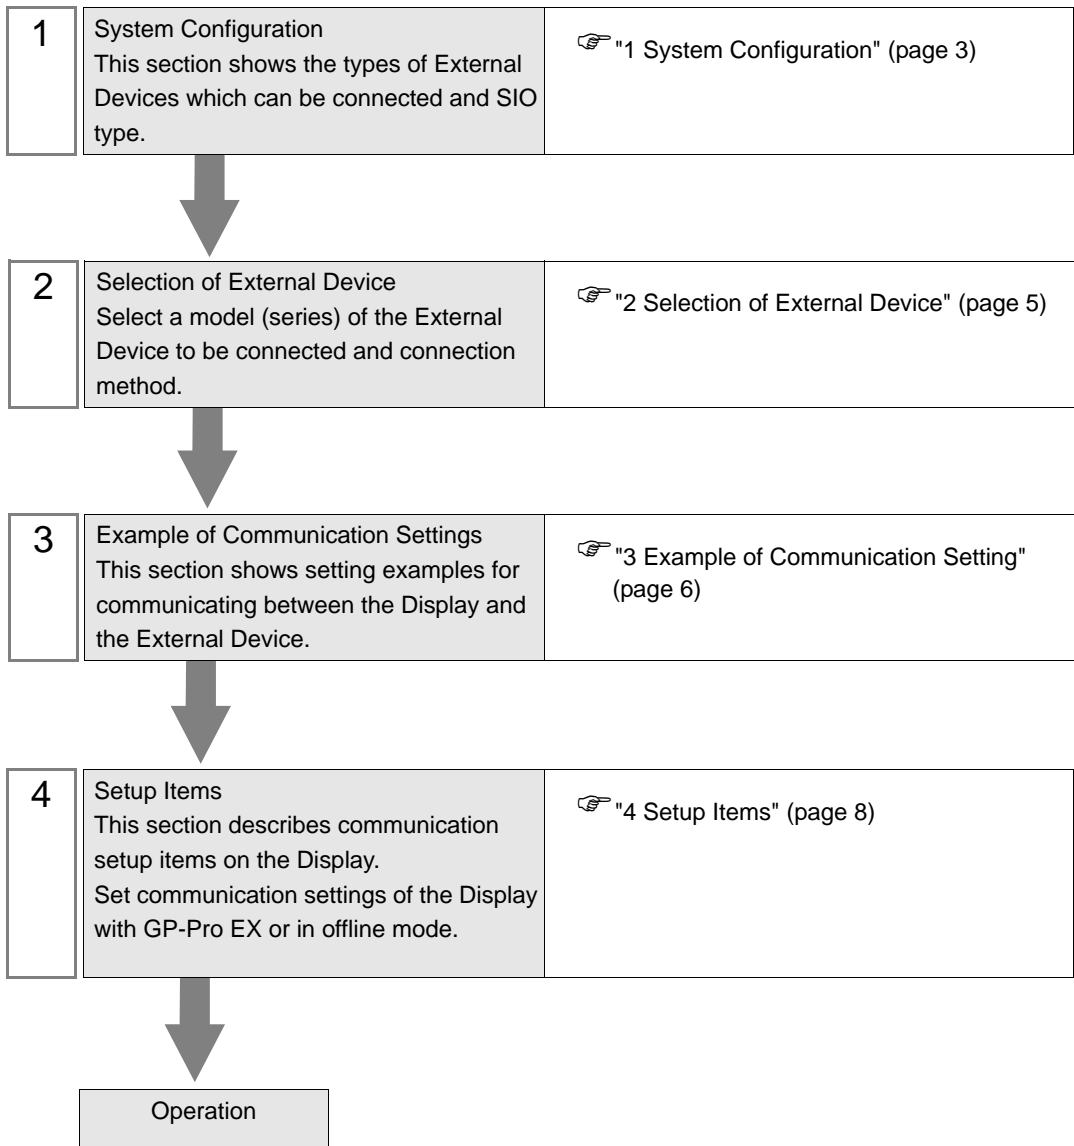 1
System Configuration
This section shows the types of External
Devices which can be connected and SIO
type.
"1 System Configuration" (page 3)
2
Selection of External Device
Select a model (series) of the External
Device to be connected and connection
method.
"2 Selection of External Device" (page 5)
3
Example of Communication Settings
This section shows setting examples for
communicating between the Display and
the External Device.
"3 Example of Communication Setting"
(page 6)
4
Setup Items
This section describes communication
setup items on the Display.
Set communication settings of the Display
with GP-Pro EX or in offline mode.
"4 Setup Items" (page 8)
Operation